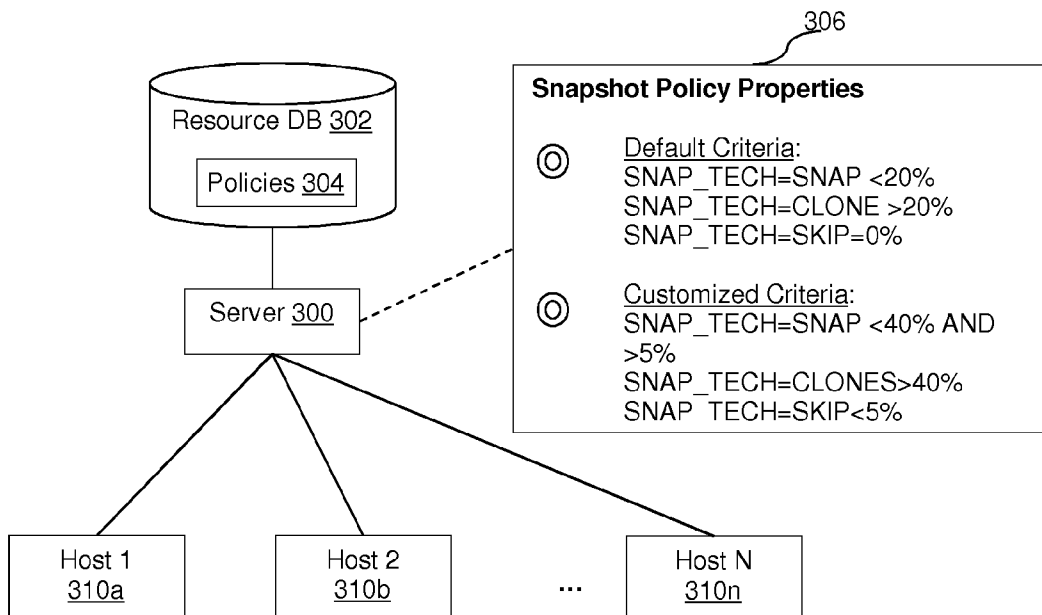 306
Resource DB 302
Policies 304
Server 300
Snapshot Policy Properties
Default Criteria:
SNAP_TECH=SNAP <20%
SNAP_TECH=CLONE >20%
SNAP_TECH=SKIP=0%
Customized Criteria:
SNAP_TECH=SNAP <40% AND
>5%
SNAP_TECH=CLONES>40%
SNAP_TECH=SKIP<5%
Host 1
310a
Host 2
310b
...
Host N
310n